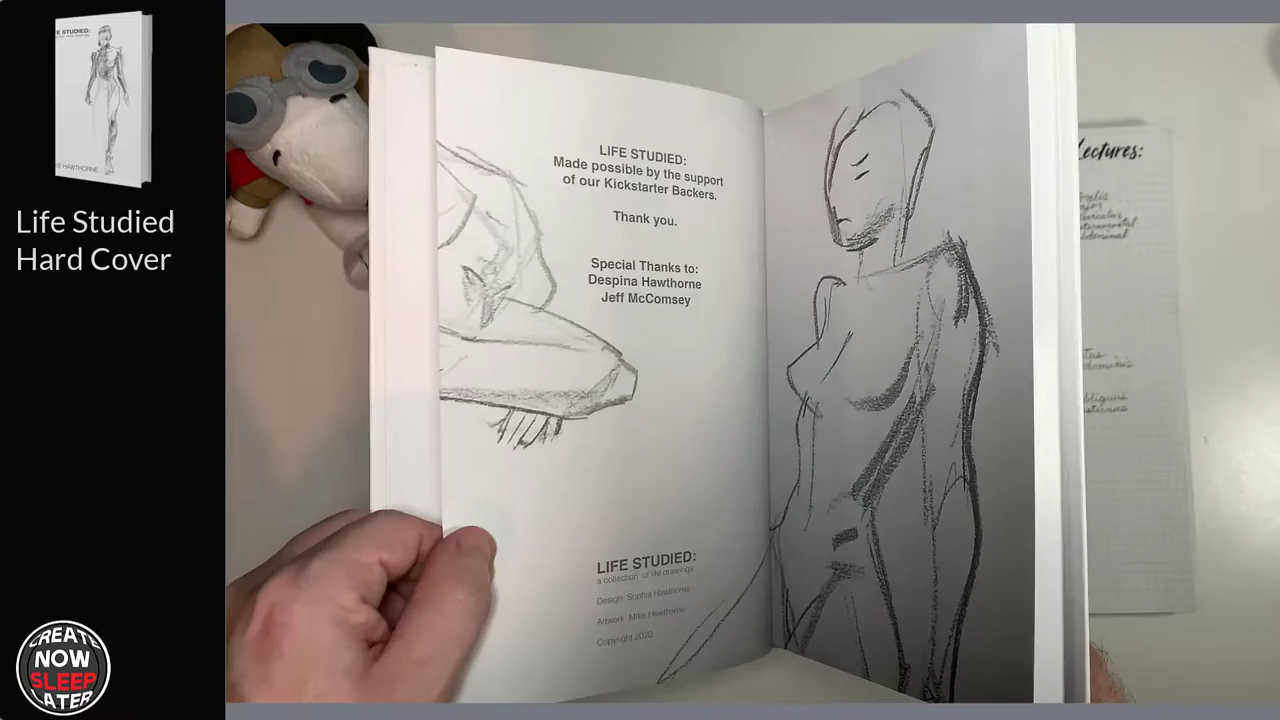 E STUDIED:
E HAWTHORNE
Life Studied
Hard Cover
CREATE
NOW
SLEEP
LATER
LIFE STUDIED:
Made possible by the support
of our Kickstarter Backers.
Thank you.
Special Thanks to:
Despina Hawthorne
Jeff McComsey
LIFE STUDIED:
a collection of life drawings
Design: Sophia Hawthorne
Artwork: Mike Hawthorne
Copyright 2020
Lectures: